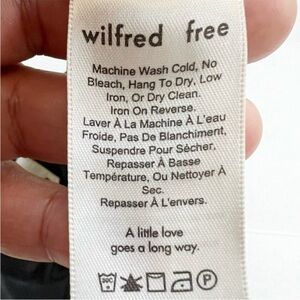 wilfred free
Machine Wash Cold, No
Bleach, Hang To Dry, Low
Iron, Or Dry Clean.
Iron On Reverse.
Laver À La Machine À L'eau
Froide, Pas De Blanchiment,
Suspendre Pour Sécher,
Repasser À Basse
Température, Ou Nettoyer À
Sec.
Repasser À L'envers.
A little love
goes a long way.
30C P